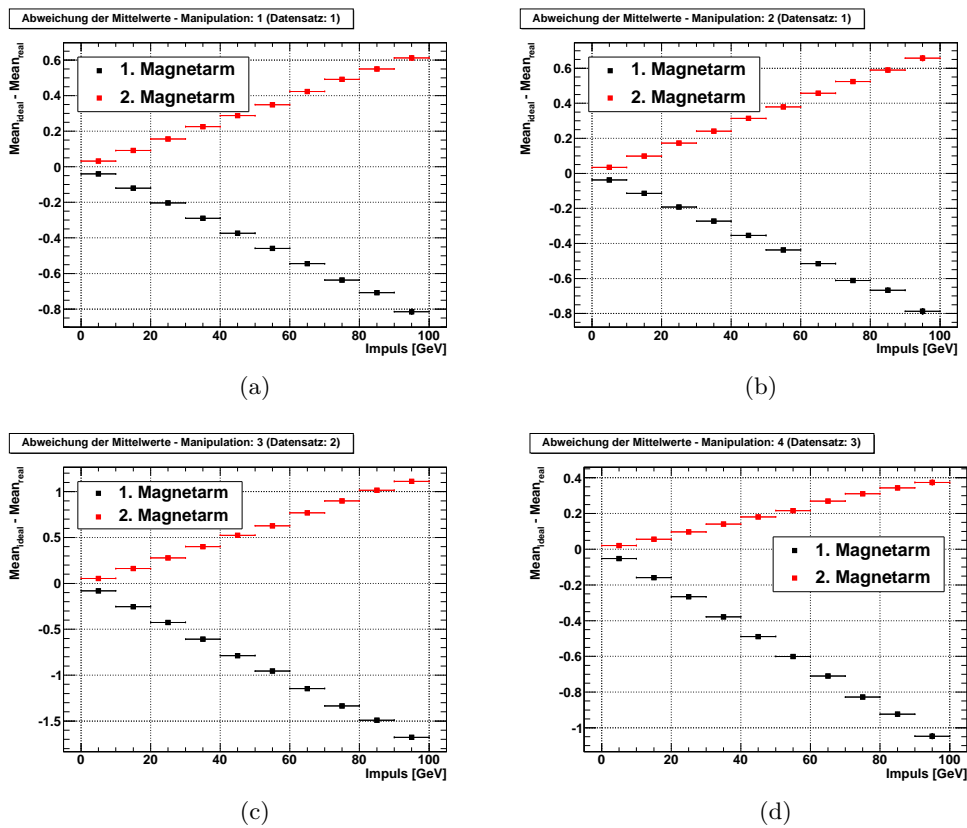 Abweichung der Mittelwerte - Manipulation: 1 (Datensatz: 1)
Mean_ideal - Mean_real
0.6
0.4
0.2
0
-0.2
-0.4
-0.6
-0.8
1. Magnetarm
2. Magnetarm
0 20 40 60 80 100
Impuls [GeV]
(a)
Abweichung der Mittelwerte - Manipulation: 2 (Datensatz: 1)
Mean_ideal - Mean_real
0.6
0.4
0.2
0
-0.2
-0.4
-0.6
-0.8
1. Magnetarm
2. Magnetarm
0 20 40 60 80 100
Impuls [GeV]
(b)
Abweichung der Mittelwerte - Manipulation: 3 (Datensatz: 2)
Mean_ideal - Mean_real
1
0.5
0
-0.5
-1
-1.5
1. Magnetarm
2. Magnetarm
0 20 40 60 80 100
Impuls [GeV]
(c)
Abweichung der Mittelwerte - Manipulation: 4 (Datensatz: 3)
Mean_ideal - Mean_real
0.4
0.2
0
-0.2
-0.4
-0.6
-0.8
-1
1. Magnetarm
2. Magnetarm
0 20 40 60 80 100
Impuls [GeV]
(d)